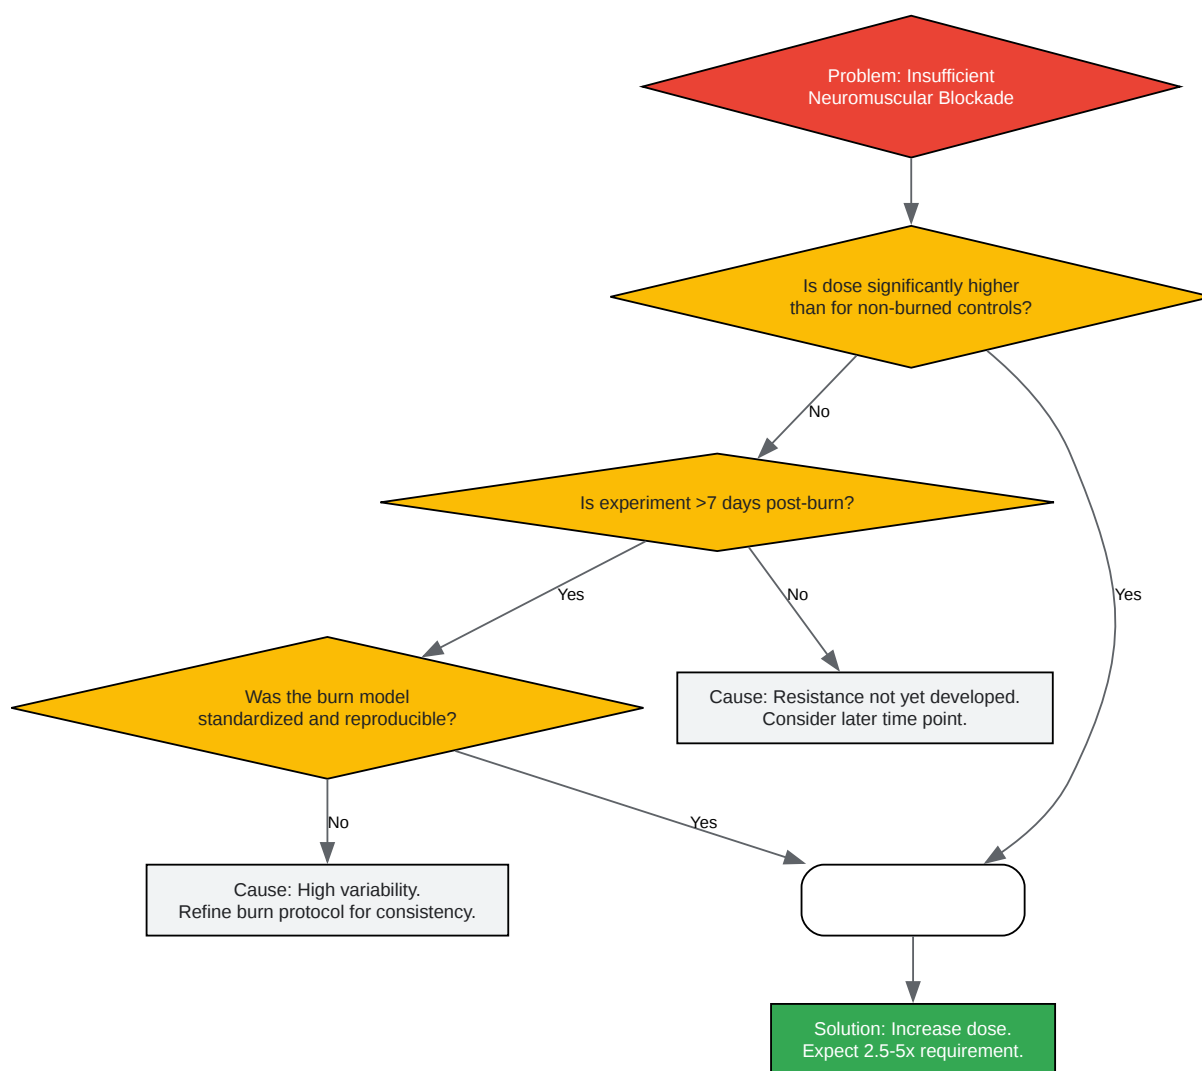 Problem: Insufficient
Neuromuscular Blockade
Is dose significantly higher
than for non-burned controls?
No
Is experiment >7 days post-burn?
Yes
No
Yes
Was the burn model
standardized and reproducible?
Cause: Resistance not yet developed.
Consider later time point.
No
Yes
Cause: High variability.
Refine burn protocol for consistency.
Solution: Increase dose.
Expect 2.5-5x requirement.